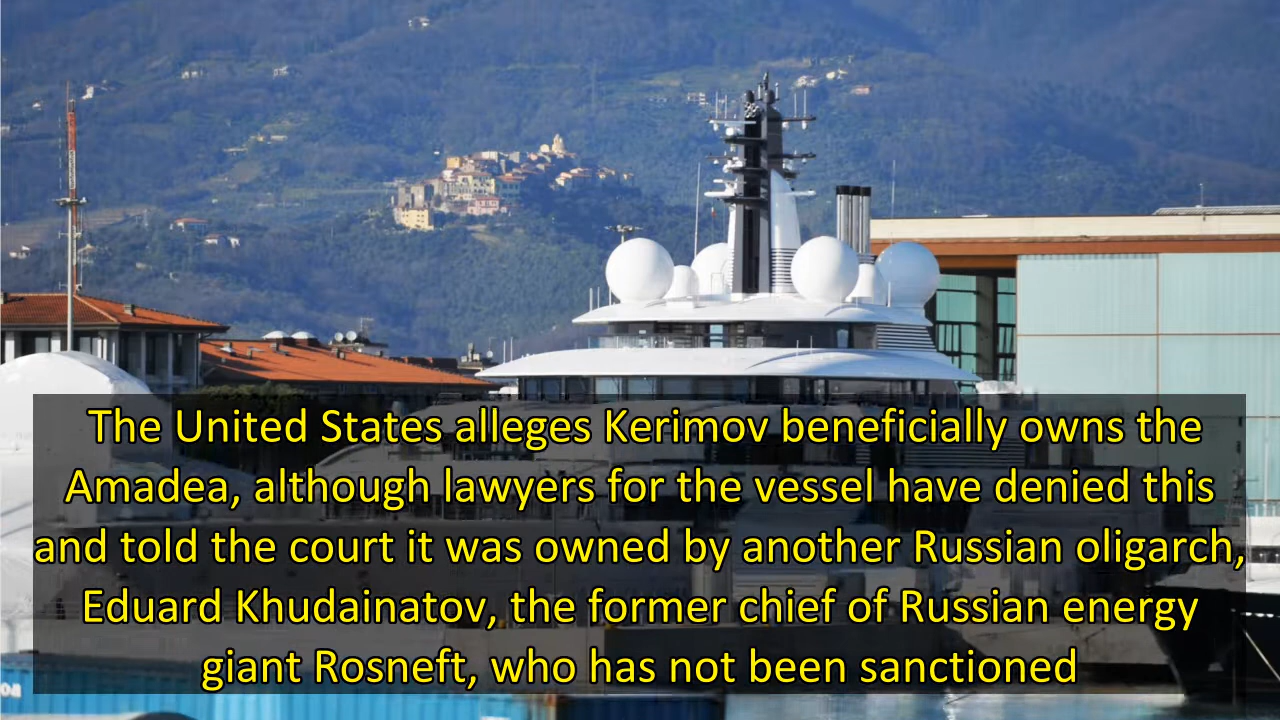 The United States alleges Kerimov beneficially owns the
Amadea, although lawyers for the vessel have denied this
and told the court it was owned by another Russian oligarch,
Eduard Khudainatov, the former chief of Russian energy
giant Rosneft, who has not been sanctioned